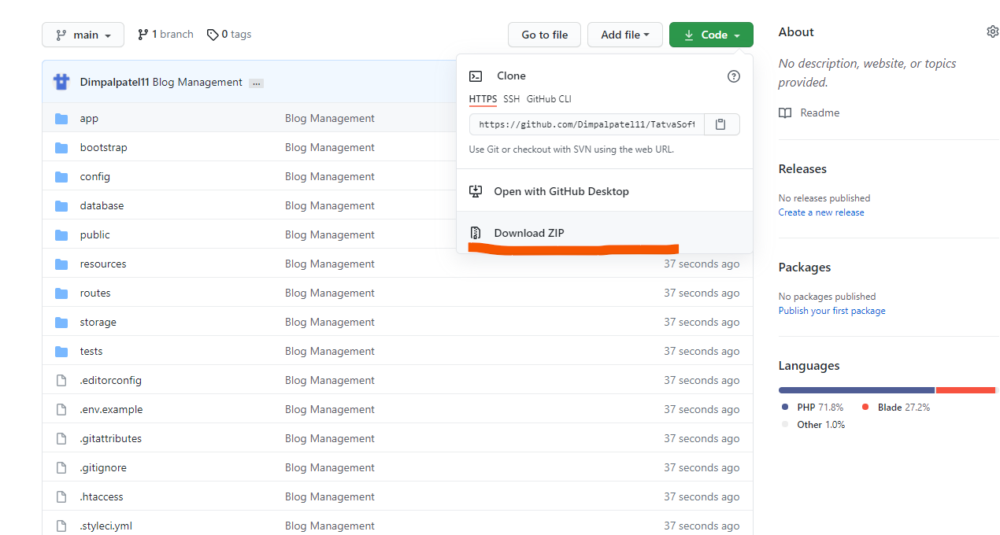 main
1 branch
0 tags
Go to file
Add file
Code
Dimpalpatel11 Blog Management ...
app Blog Management
bootstrap Blog Management
config Blog Management
database Blog Management
public Blog Management
resources Blog Management 37 seconds ago
routes Blog Management 37 seconds ago
storage Blog Management 37 seconds ago
tests Blog Management 37 seconds ago
.editorconfig Blog Management 37 seconds ago
.env.example Blog Management 37 seconds ago
.gitattributes Blog Management 37 seconds ago
.gitignore Blog Management 37 seconds ago
.htaccess Blog Management 37 seconds ago
.styleci.yml Blog Management 37 seconds ago
Clone
HTTPS SSH GitHub CLI
https://github.com/Dimpalpatel11/TatvaSoft
Use Git or checkout with SVN using the web URL.
Open with GitHub Desktop
Download ZIP
About
No description, website, or topics
provided.
Readme
Releases
No releases published
Create a new release
Packages
No packages published
Publish your first package
Languages
PHP 71.8% Blade 27.2%
Other 1.0%